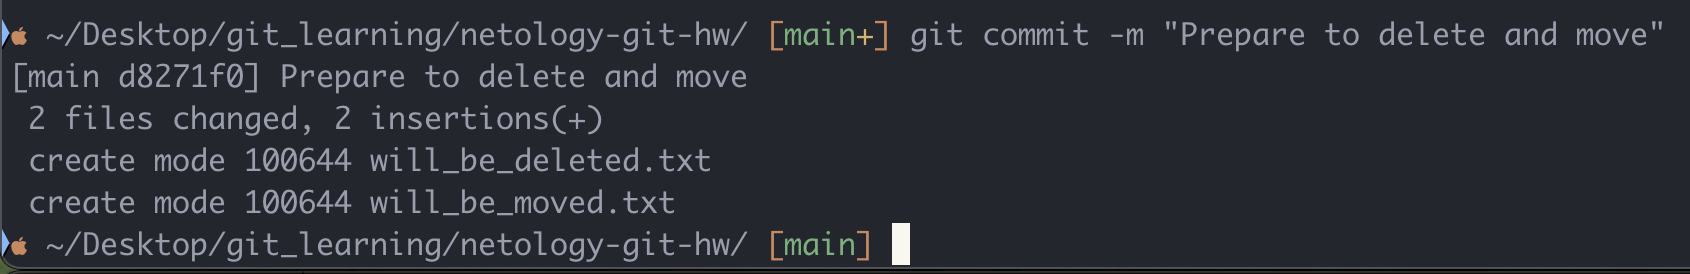 ~/Desktop/git_learning/netology-git-hw/ [main+] git commit -m "Prepare to delete and move"
[main d8271f0] Prepare to delete and move
 2 files changed, 2 insertions(+)
 create mode 100644 will_be_deleted.txt
 create mode 100644 will_be_moved.txt
~/Desktop/git_learning/netology-git-hw/ [main]